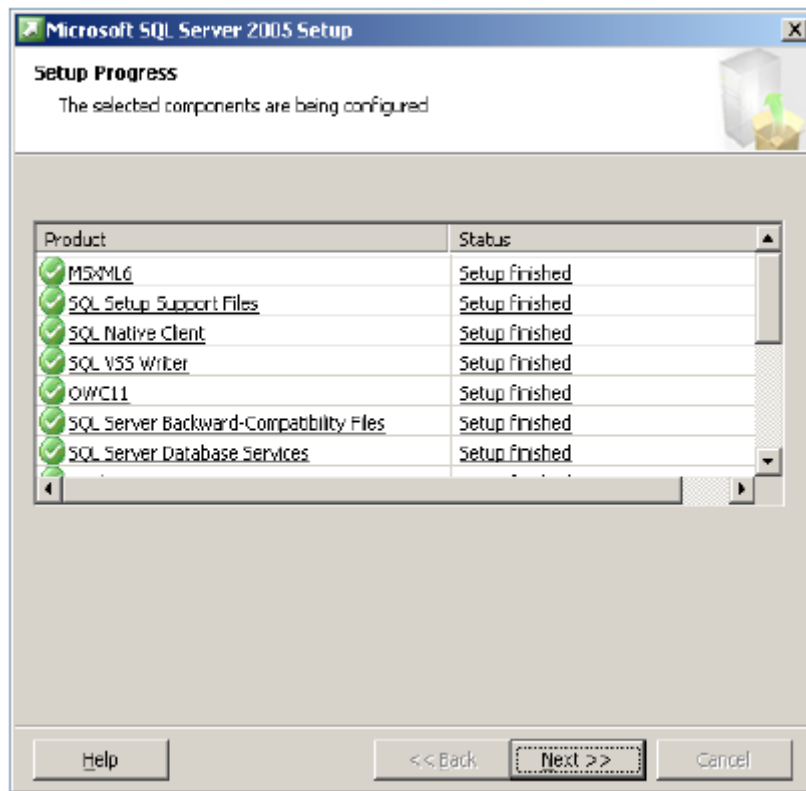 Microsoft SQL Server 2005 Setup
Setup Progress
The selected components are being configured
Product Status
MSXML6 Setup finished
SQL Setup Support Files Setup finished
SQL Native Client Setup finished
SQL VSS Writer Setup finished
OWC11 Setup finished
SQL Server Backward-Compatibility Files Setup finished
SQL Server Database Services Setup finished
Help << Back Next >> Cancel